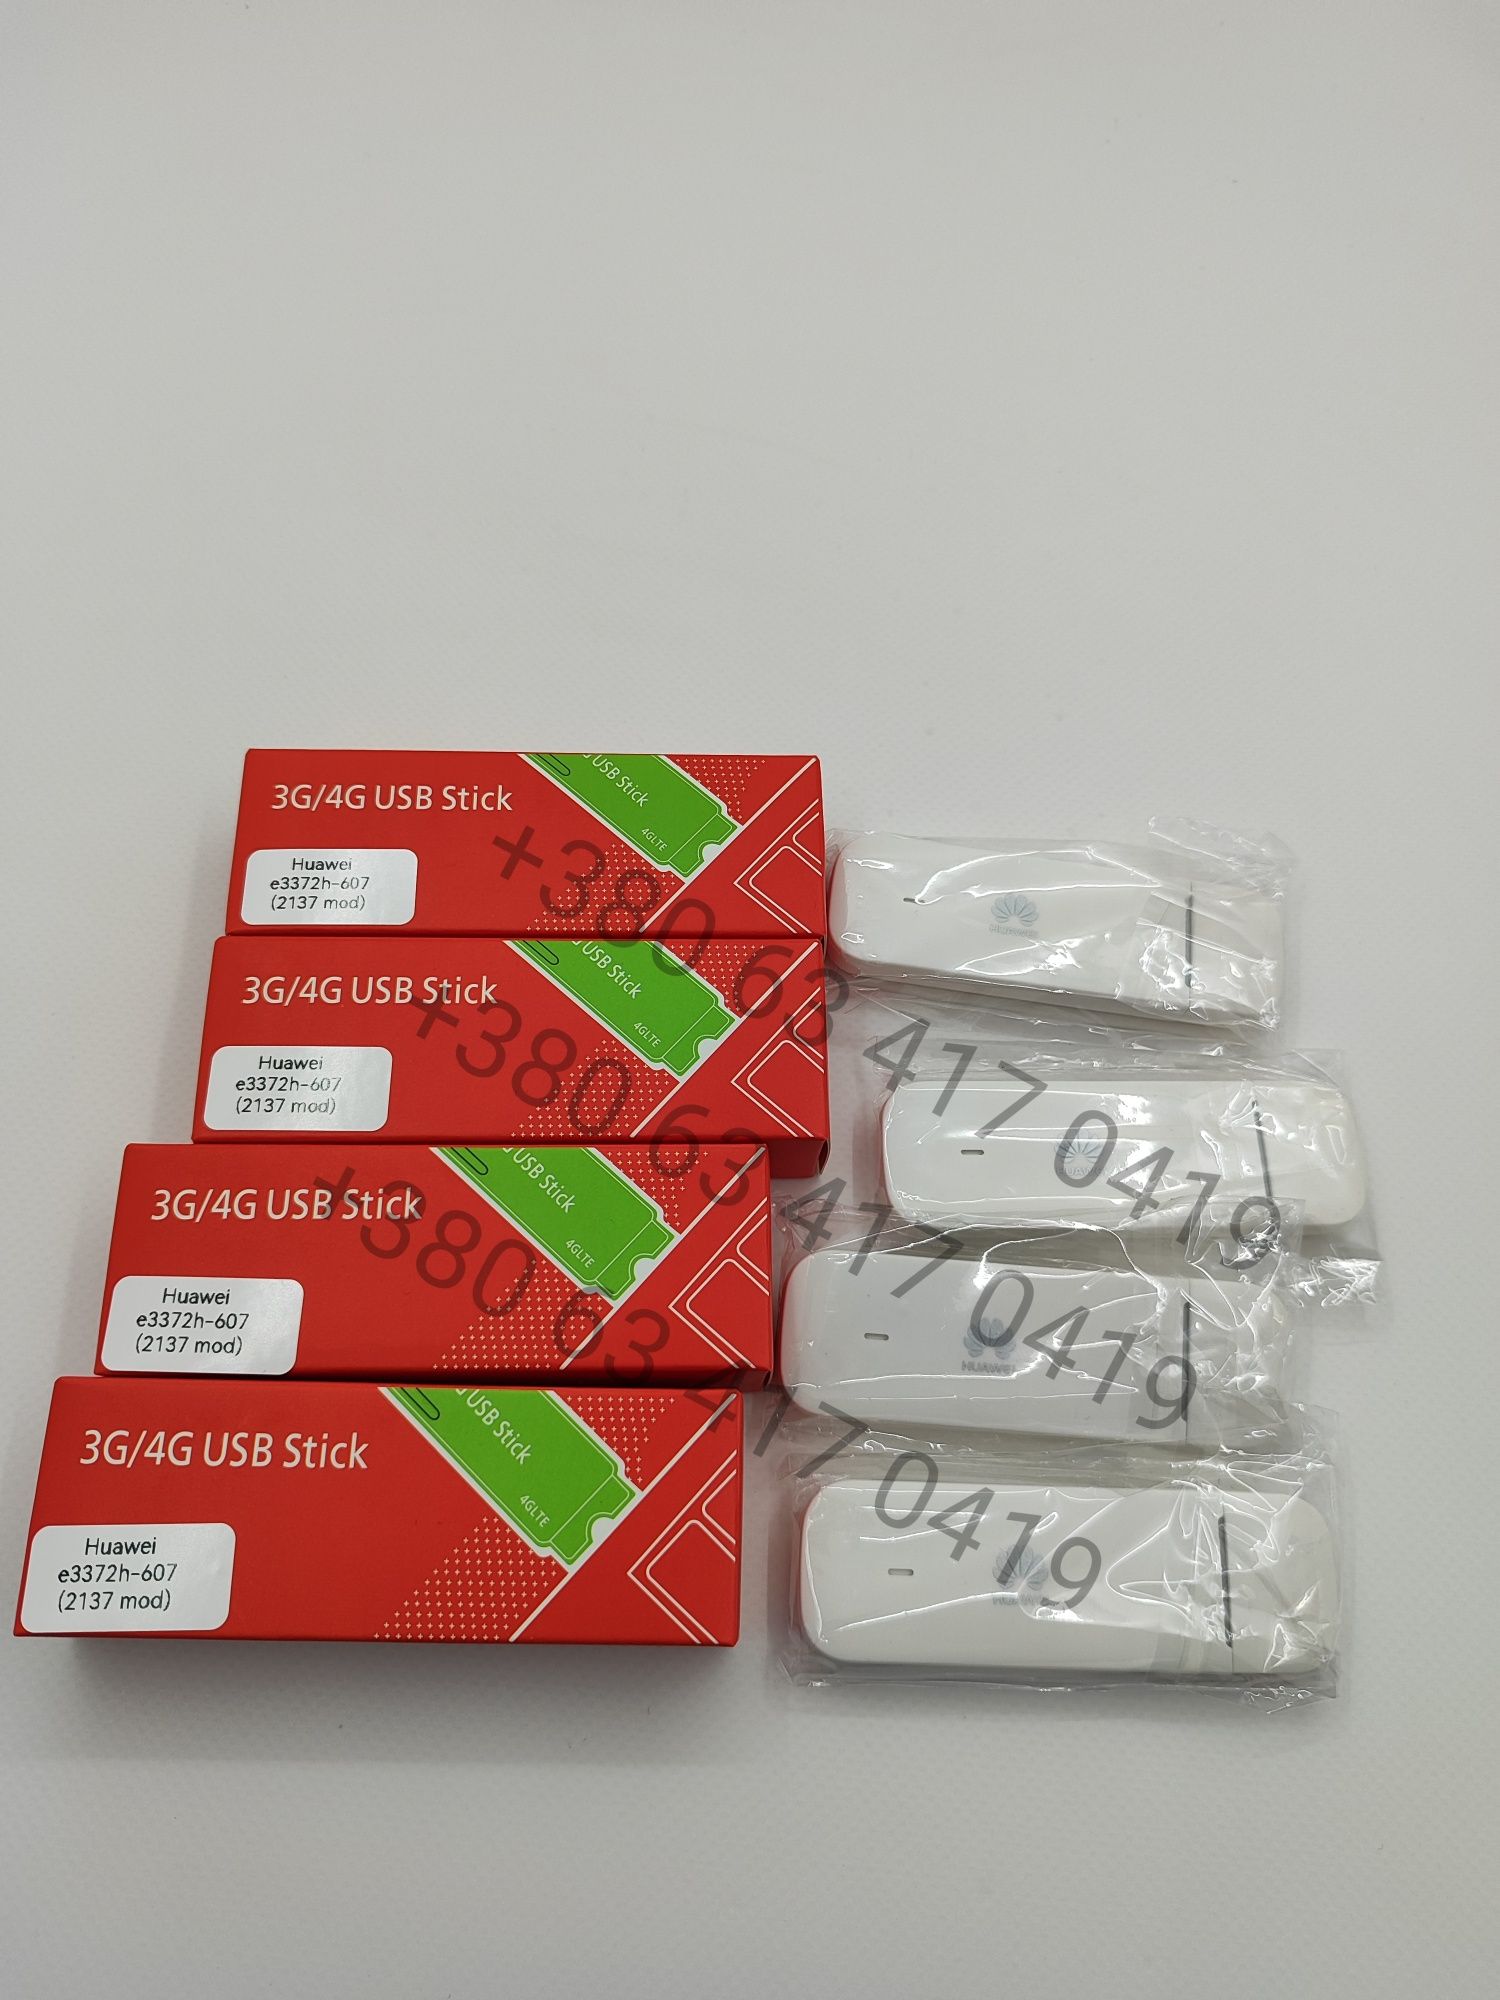 3G/4G USB Stick
USB Stick
4GLTE
Huawei
e3372h-607
(2137 mod)
HUAWEI
3G/4G USB Stick
USB Stick
4GLTE
Huawei
e3372h-607
(2137 mod)
HUAWEI
3G/4G USB Stick
USB Stick
4GLTE
Huawei
e3372h-607
(2137 mod)
HUAWEI
3G/4G USB Stick
USB Stick
4GLTE
Huawei
e3372h-607
(2137 mod)
HUAWEI
+380 63 417 0419
+380 63 417 0419
+380 63 417 0419